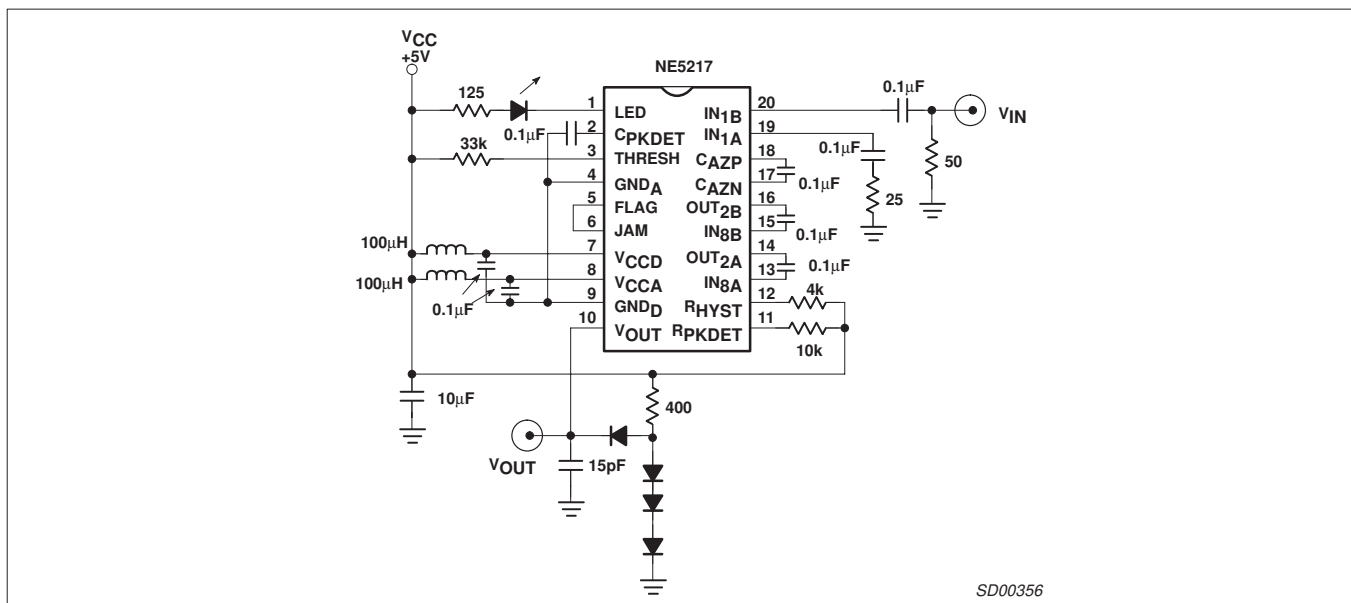 VCC
+5V
NE5217
125
0.1µF
33k
1
2
3
4
5
6
7
8
9
10
LED
CPKDET
THRESH
GNDA
FLAG
JAM
VCCD
VCCA
GNDD
VOUT
IN1B
IN1A
CAZP
CAZN
OUT2B
IN8B
OUT2A
IN8A
RHYST
RPKDET
20
19
18
17
16
15
14
13
12
11
0.1µF
VIN
0.1µF
50
25
0.1µF
0.1µF
0.1µF
4k
10k
100µH
100µH
0.1µF
10µF
400
VOUT
15pF
SD00356